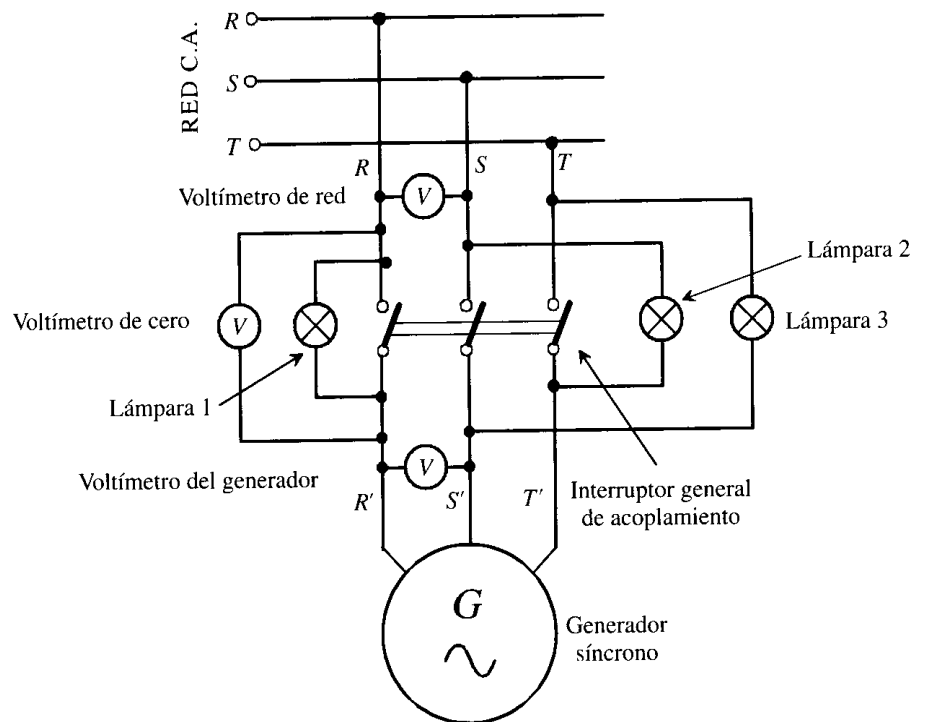 RED C.A.
R
S
T
R
S
T
Voltímetro de red
V
Lámpara 2
Voltímetro de cero
V
Lámpara 3
Lámpara 1
Voltímetro del generador
V
R'
S'
T'
Interruptor general
de acoplamiento
G
Generador
síncrono